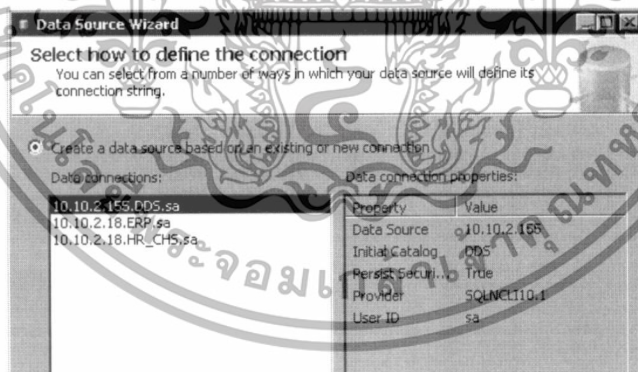 Data Source Wizard
Select how to define the connection
You can select from a number of ways in which your data source will define its
connection string.
Create a data source based on an existing or new connection
Data connections:
Data connection properties:
10.10.2.155.DDS.sa
10.10.2.18.ERP.sa
10.10.2.18.HR_CHS.sa
Property Value
Data Source 10.10.2.155
Initial Catalog DDS
Persist Securi... True
Provider SQLNCLI10.1
User ID sa